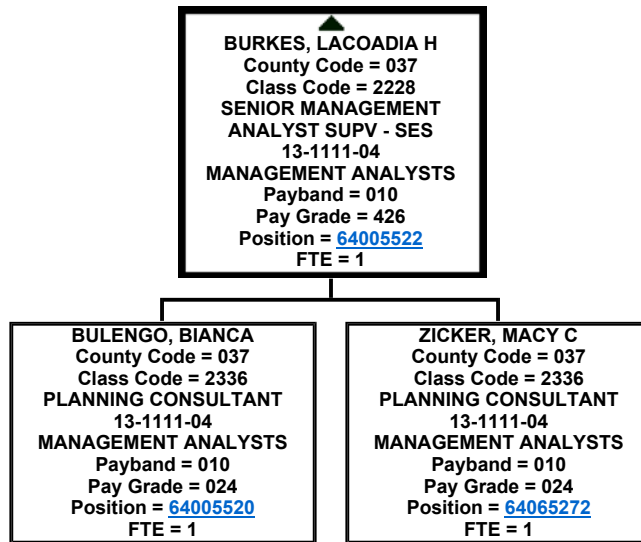 BURKES, LACOADIA H
County Code = 037
Class Code = 2228
SENIOR MANAGEMENT
ANALYST SUPV - SES
13-1111-04
MANAGEMENT ANALYSTS
Payband = 010
Pay Grade = 426
Position = 64005522
FTE = 1
BULENGO, BIANCA
County Code = 037
Class Code = 2336
PLANNING CONSULTANT
13-1111-04
MANAGEMENT ANALYSTS
Payband = 010
Pay Grade = 024
Position = 64005520
FTE = 1
ZICKER, MACY C
County Code = 037
Class Code = 2336
PLANNING CONSULTANT
13-1111-04
MANAGEMENT ANALYSTS
Payband = 010
Pay Grade = 024
Position = 64065272
FTE = 1